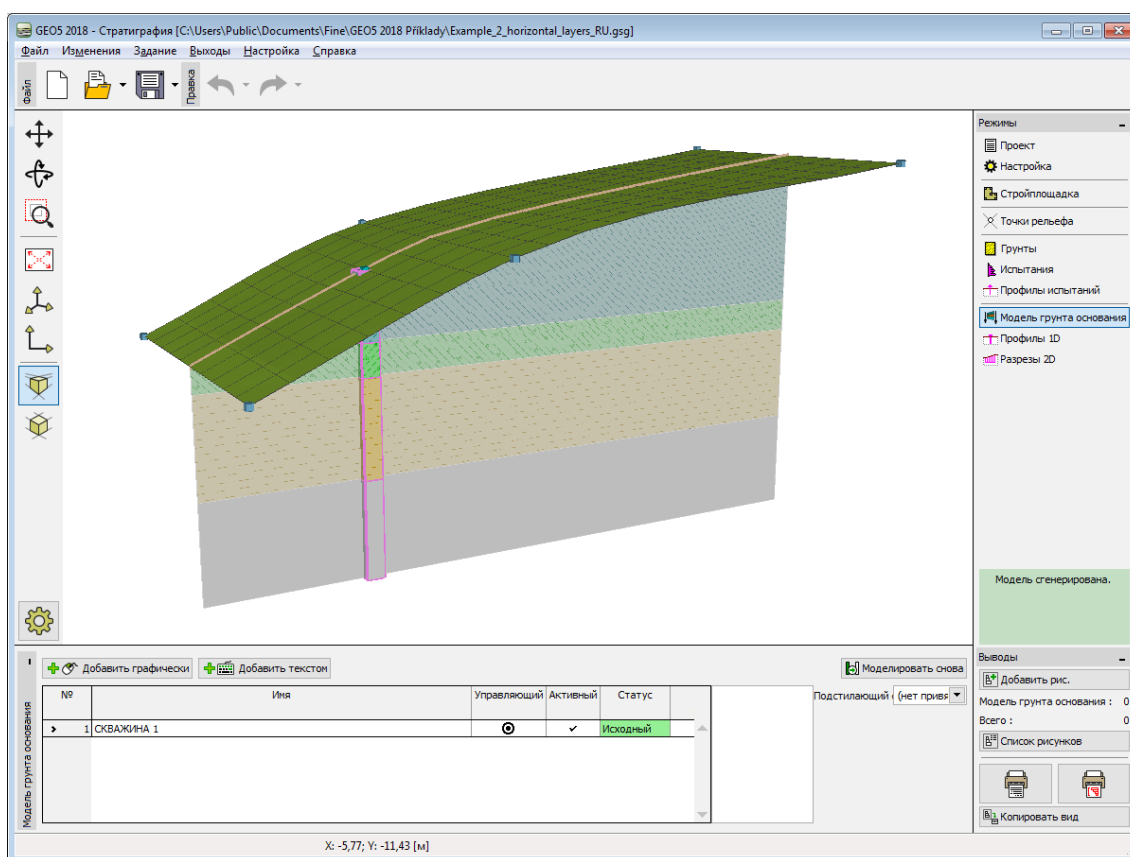 GEO5 2018 - Стратиграфия [C:\Users\Public\Documents\Fine\GEO5 2018 Příklady\Example_2_horizontal_layers_RU.gsg]
Файл Изменения Задание Выходы Настройка Справка
Файл
Правка
Режимы
Проект
Настройка
Стройплощадка
Точки рельефа
Грунты
Испытания
Профилы испытаний
Модель грунта основания
Профилы 1D
Разрезы 2D
Модель сгенерирована.
Модель грунта основания
Добавить графически Добавить текстом Моделировать снова
№ Имя Управляющий Активный Статус
1 СКВАЖИНА 1 Исходный
Подстилающий (нет привя
Выводы
Добавить рис.
Модель грунта основания : 0
Всего : 0
Список рисунков
Копировать вид
X: -5,77; Y: -11,43 [м]